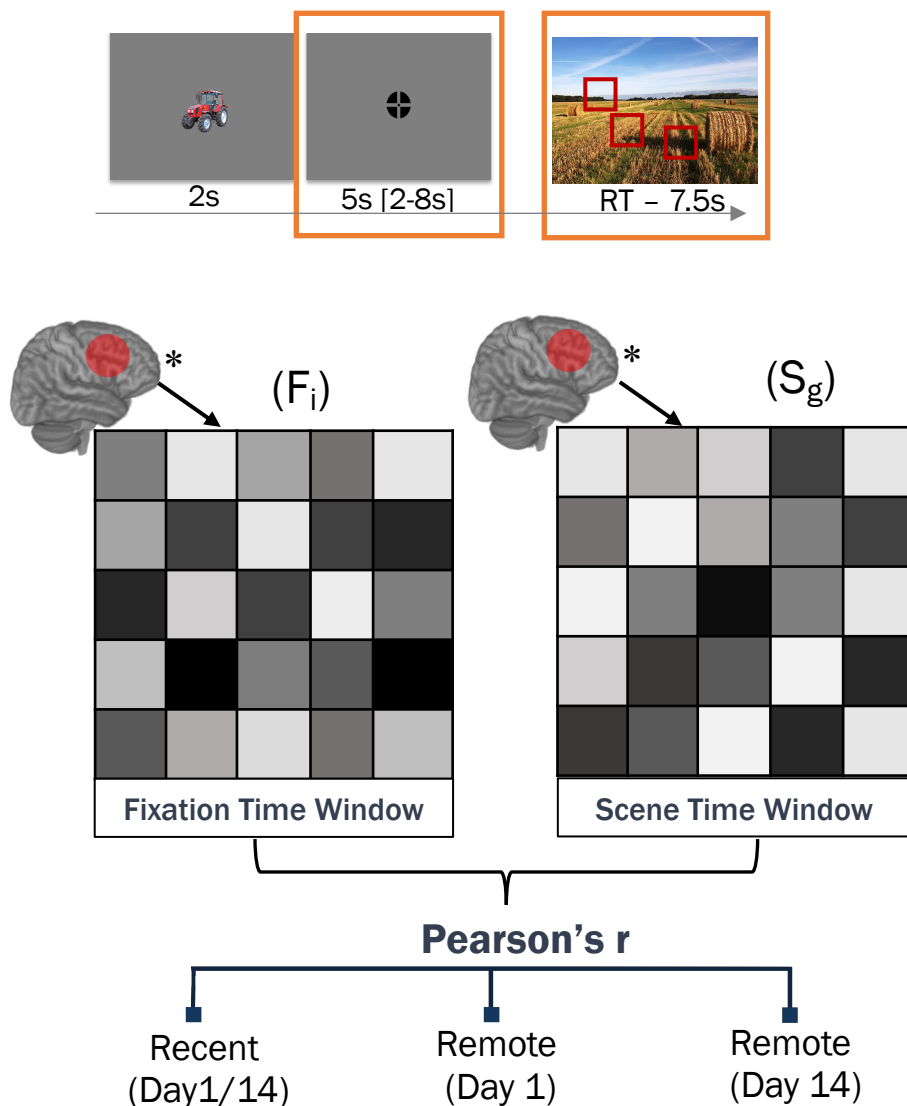 2s
5s [2-8s]
RT – 7.5s
*
(Fi)
*
(Sg)
Fixation Time Window
Scene Time Window
Pearson's r
Recent
(Day1/14)
Remote
(Day 1)
Remote
(Day 14)